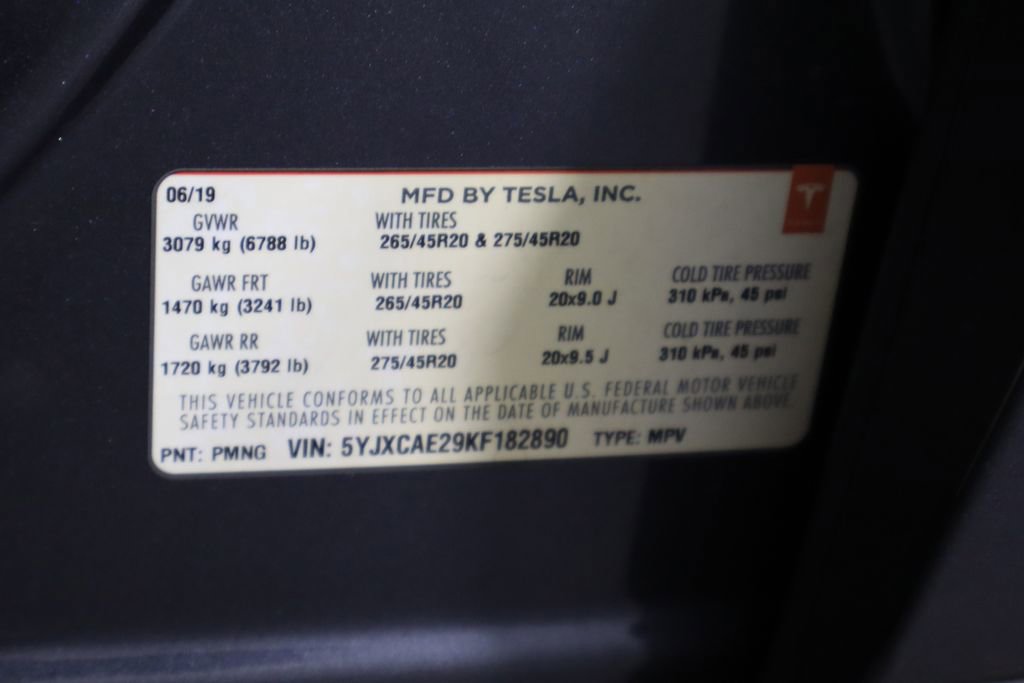 06/19 MFD BY TESLA, INC.
GVWR WITH TIRES
3079 kg (6788 lb) 265/45R20 & 275/45R20
GAWR FRT WITH TIRES RIM COLD TIRE PRESSURE
1470 kg (3241 lb) 265/45R20 20x9.0 J 310 kPa, 45 psi
GAWR RR WITH TIRES RIM COLD TIRE PRESSURE
1720 kg (3792 lb) 275/45R20 20x9.5 J 310 kPa, 45 psi
THIS VEHICLE CONFORMS TO ALL APPLICABLE U.S. FEDERAL MOTOR VEHICLE
SAFETY STANDARDS IN EFFECT ON THE DATE OF MANUFACTURE SHOWN ABOVE.
PNT: PMNG VIN: 5YJXCAE29KF182890 TYPE: MPV